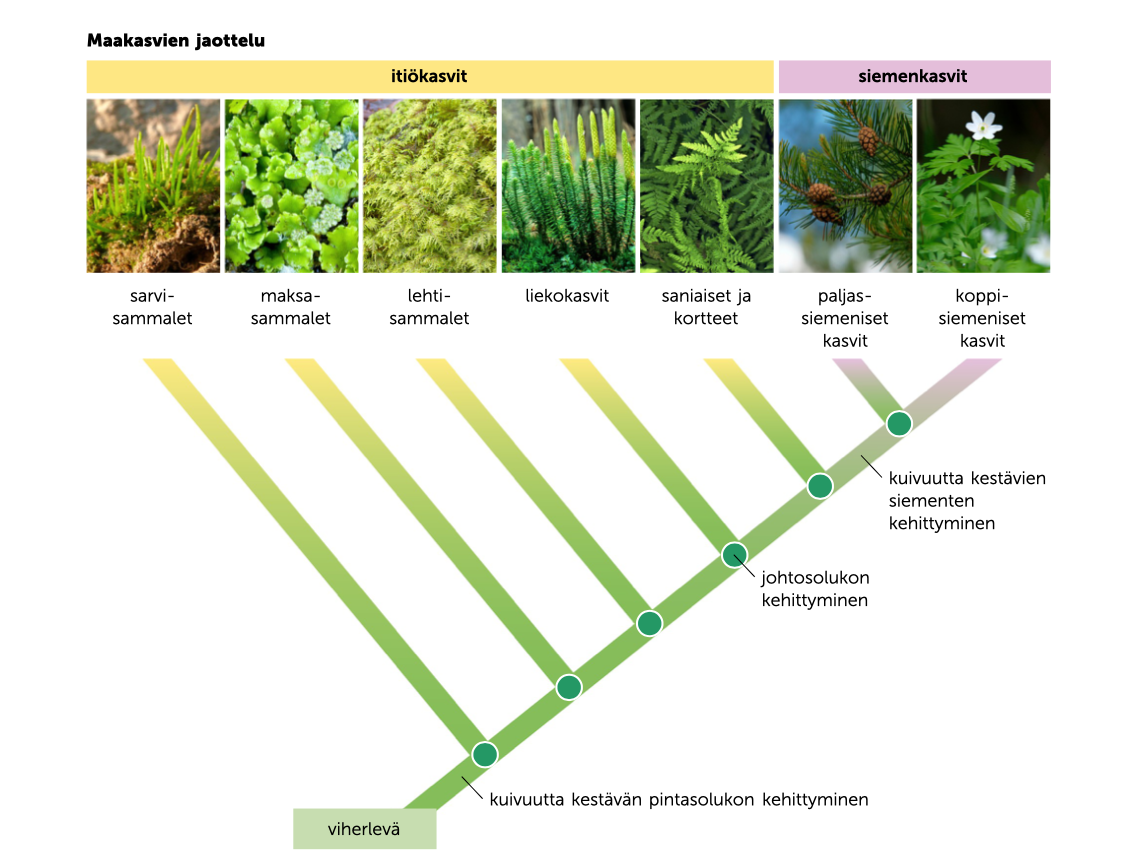 Maakasvien jaottelu
itiökasvit
siemenkasvit
sarvi-
sammalet
maksa-
sammalet
lehti-
sammalet
liekokasvit
saniaiset ja
kortteet
paljas-
siemeniset
kasvit
koppi-
siemeniset
kasvit
kuivuutta kestävien
siementen
kehittyminen
johtosolukon
kehittyminen
kuivuutta kestävän pintasolukon kehittyminen
viherlevä